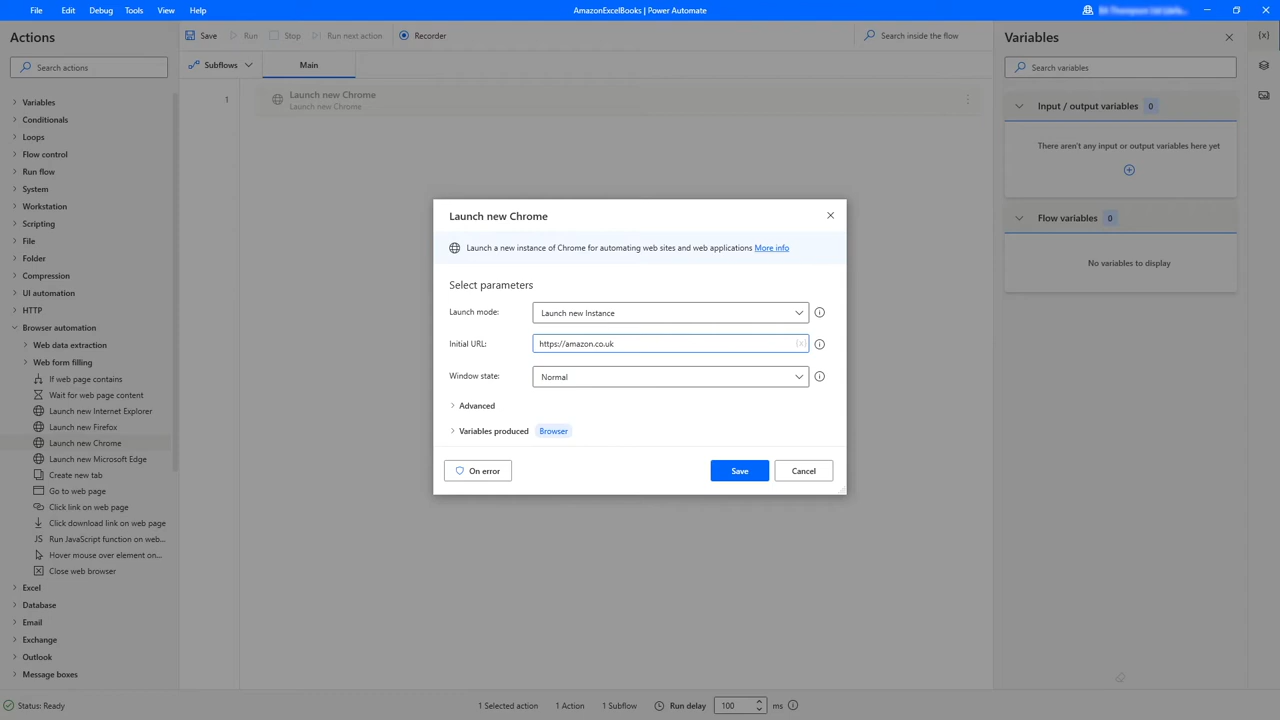 File Edit Debug Tools View Help
AmazonExcelBooks | Power Automate
Actions
Search actions
Variables
Conditionals
Loops
Flow control
Run flow
System
Workstation
Scripting
File
Folder
Compression
UI automation
HTTP
Browser automation
Web data extraction
Web form filling
If web page contains
Wait for web page content
Launch new Internet Explorer
Launch new Firefox
Launch new Chrome
Launch new Microsoft Edge
Create new tab
Go to web page
Click link on web page
Click download link on web page
Run JavaScript function on web...
Hover mouse over element on...
Close web browser
Excel
Database
Email
Exchange
Outlook
Message boxes
Save Run Stop Run next action Recorder
Search inside the flow
Subflows Main
1
Launch new Chrome
Launch new Chrome
Launch new Chrome
Launch a new instance of Chrome for automating web sites and web applications More info
Select parameters
Launch mode: Launch new Instance
Initial URL: https://amazon.co.uk {x}
Window state: Normal
Advanced
Variables produced Browser
On error Save Cancel
Variables
{x}
Search variables
Input / output variables 0
There aren't any input or output variables here yet
Flow variables 0
No variables to display
Status: Ready 1 Selected action 1 Action 1 Subflow Run delay 100 ms